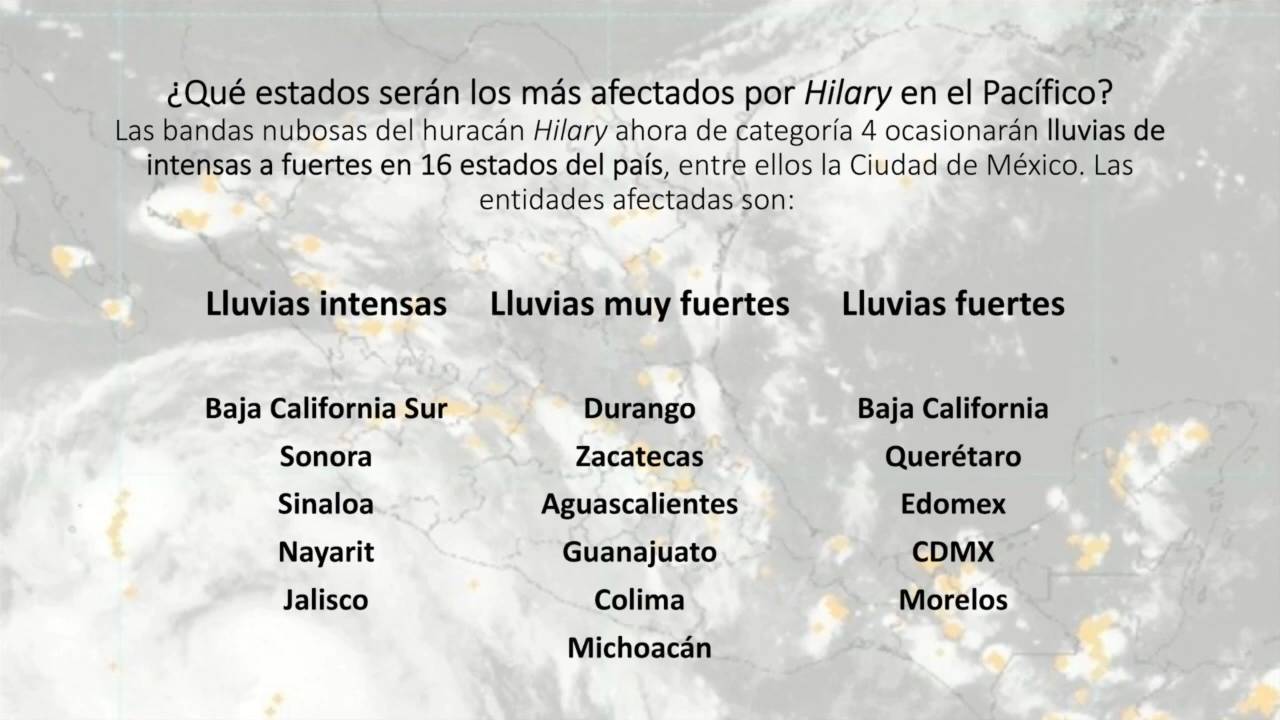 ¿Qué estados serán los más afectados por Hilary en el Pacífico?
Las bandas nubosas del huracán Hilary ahora de categoría 4 ocasionarán lluvias de
intensas a fuertes en 16 estados del país, entre ellos la Ciudad de México. Las
entidades afectadas son:
Lluvias intensas
Baja California Sur
Sonora
Sinaloa
Nayarit
Jalisco
Lluvias muy fuertes
Durango
Zacatecas
Aguascalientes
Guanajuato
Colima
Michoacán
Lluvias fuertes
Baja California
Querétaro
Edomex
CDMX
Morelos